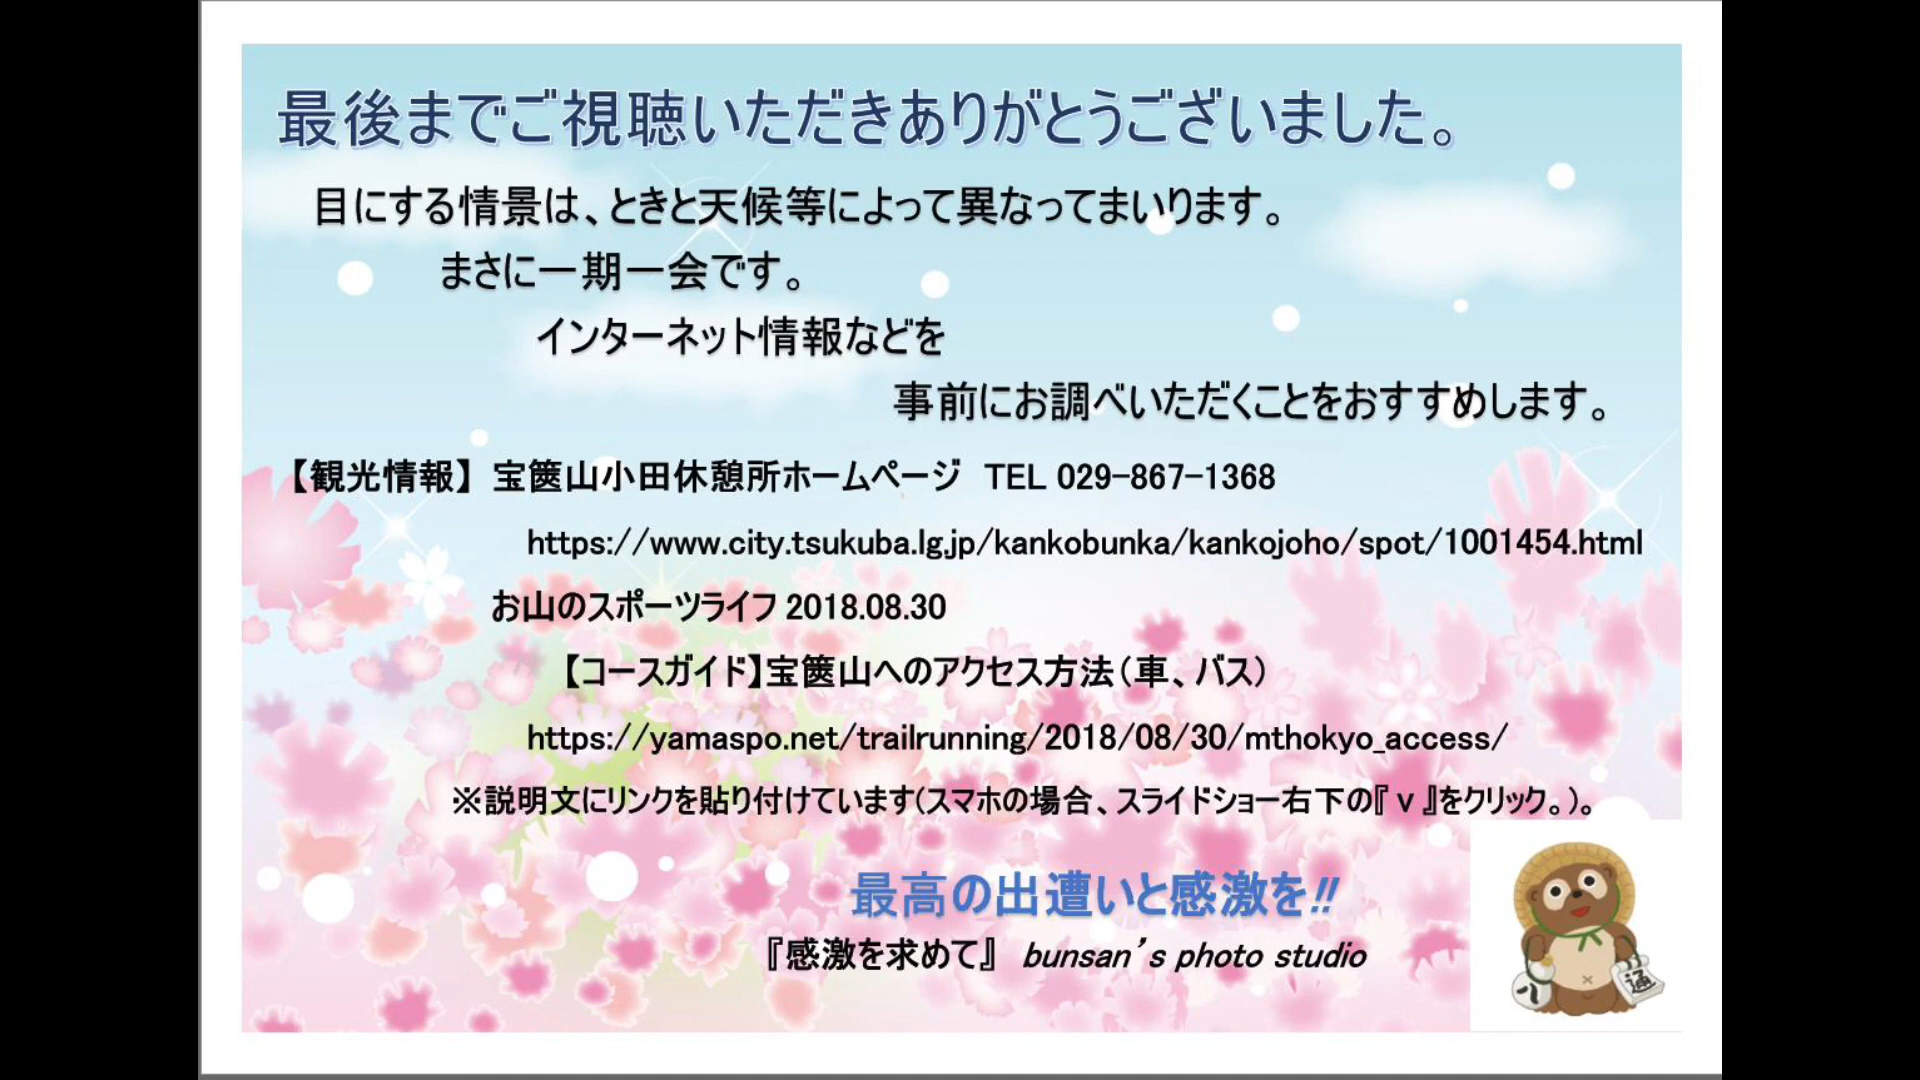 最後までご視聴いただきありがとうございました。
目にする情景は、ときと天候等によって異なってまいります。
まさに一期一会です。
インターネット情報などを
事前にお調べいただくことをおすすめします。
【観光情報】 宝篋山小田休憩所ホームページ　TEL 029-867-1368
https://www.city.tsukuba.lg.jp/kankobunka/kankojoho/spot/1001454.html
お山のスポーツライフ 2018.08.30
【コースガイド】宝篋山へのアクセス方法（車、バス）
https://yamaspo.net/trailrunning/2018/08/30/mthokyo_access/
※説明文にリンクを貼り付けています（スマホの場合、スライドショー右下の『 v 』をクリック。）。
最高の出遭いと感激を!!
『感激を求めて』 bunsan's photo studio
八
通